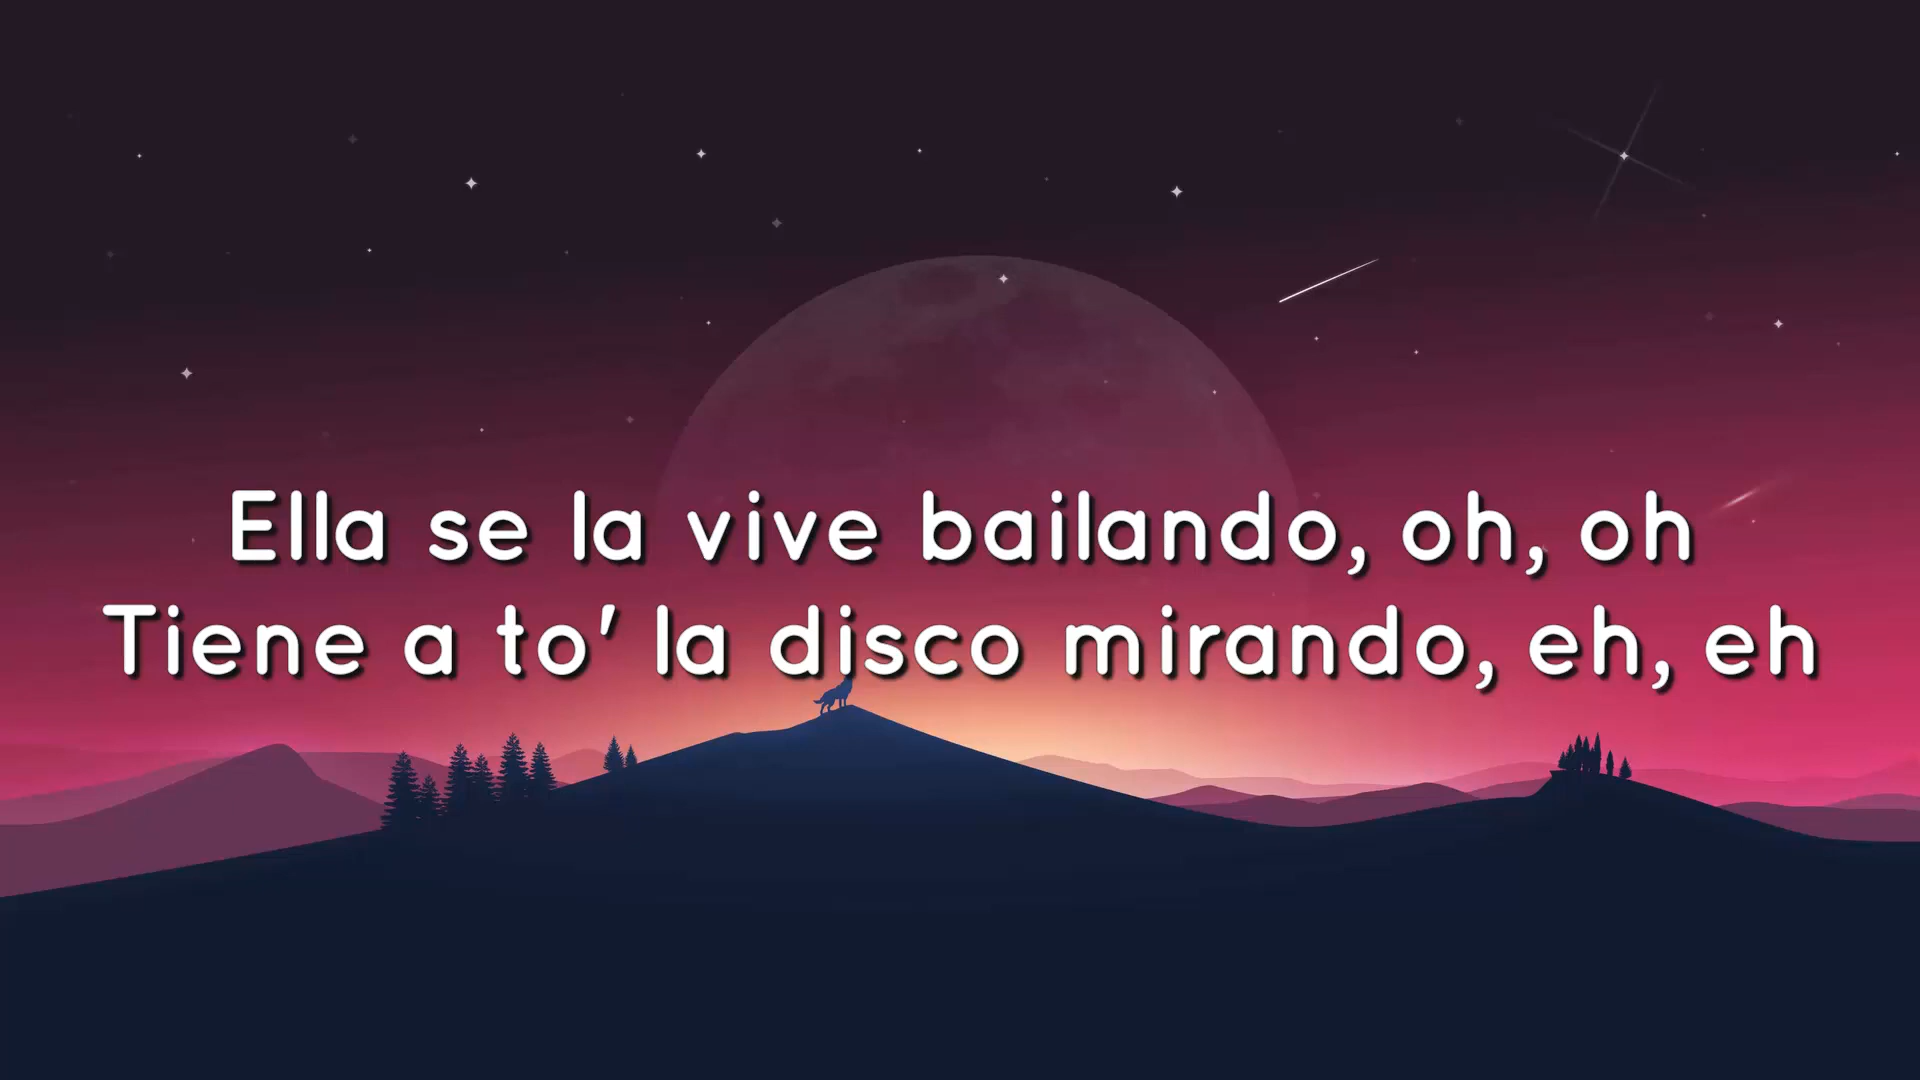 Ella se la vive bailando, oh, oh
Tiene a to' la disco mirando, eh, eh